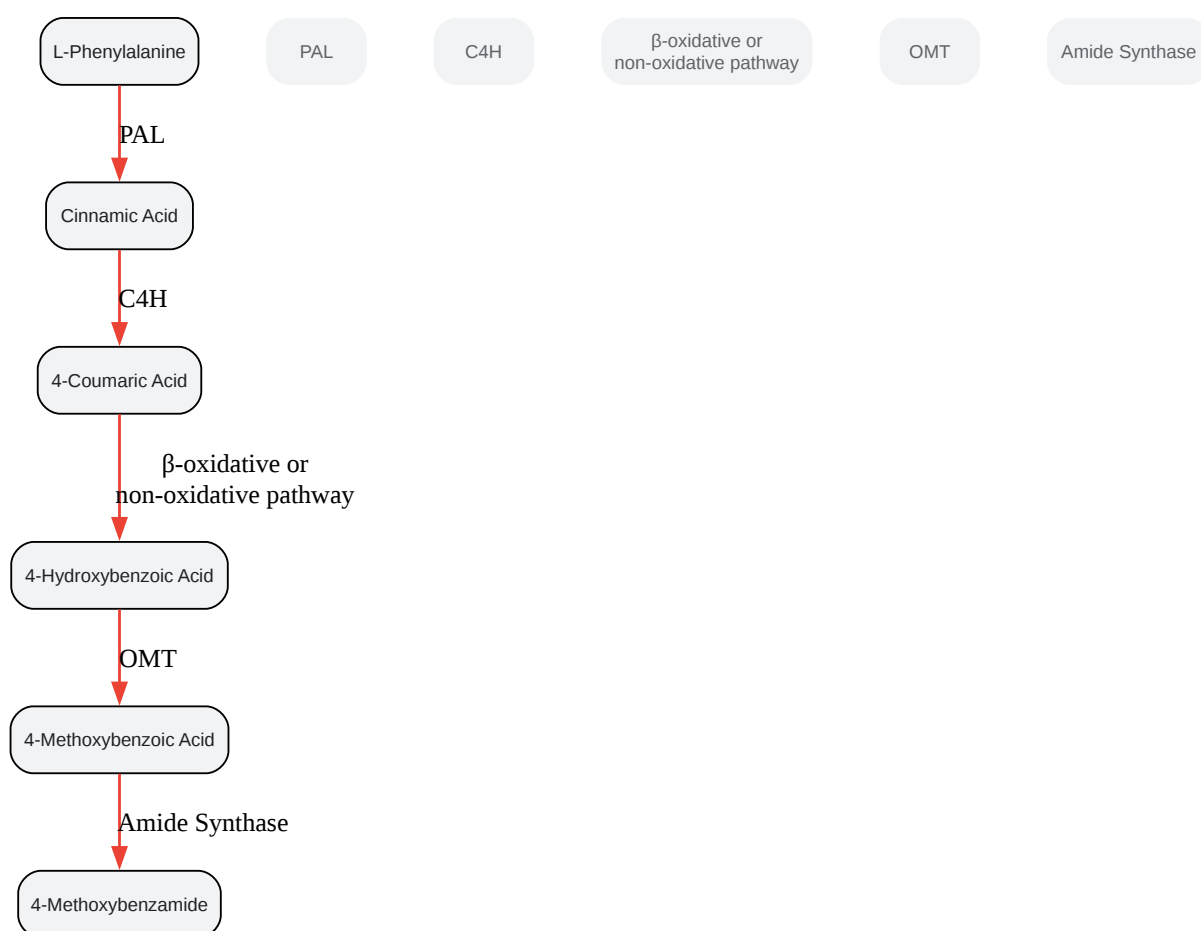 L-Phenylalanine
PAL
C4H
β-oxidative or
non-oxidative pathway
OMT
Amide Synthase
PAL
Cinnamic Acid
C4H
4-Coumaric Acid
β-oxidative or
non-oxidative pathway
4-Hydroxybenzoic Acid
OMT
4-Methoxybenzoic Acid
Amide Synthase
4-Methoxybenzamide